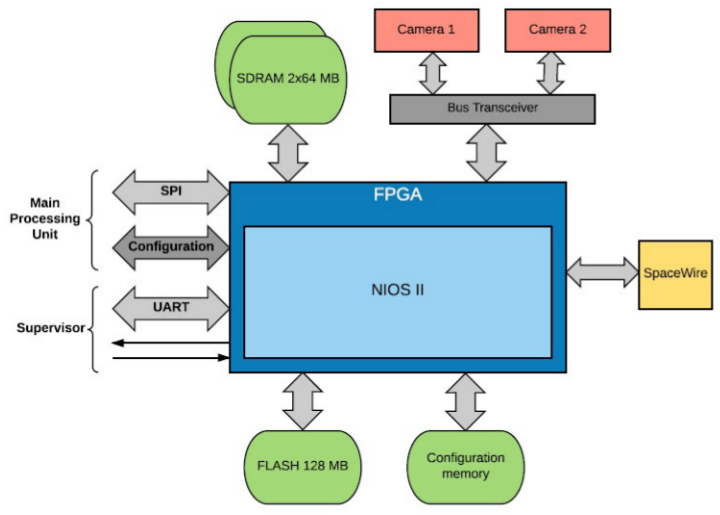 Camera 1
Camera 2
SDRAM 2x64 MB
Bus Transceiver
SPI
FPGA
Main
Processing
Unit
Configuration
SpaceWire
NIOS II
UART
Supervisor
FLASH 128 MB
Configuration
memory